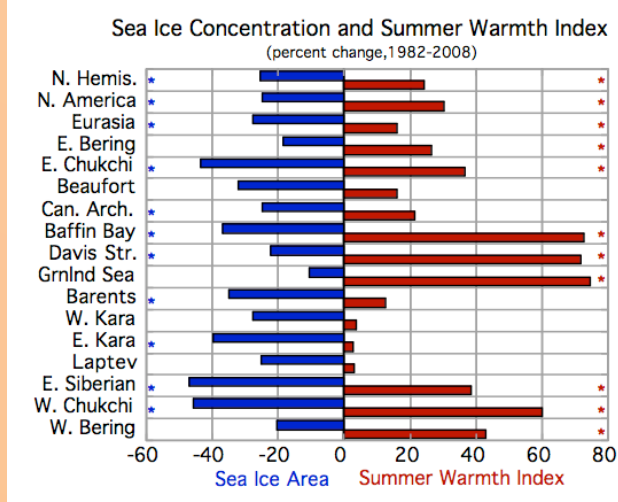 Sea Ice Concentration and Summer Warmth Index
(percent change,1982-2008)
N. Hemis. * *
N. America * *
Eurasia * *
E. Bering *
E. Chukchi * *
Beaufort
Can. Arch. *
Baffin Bay * *
Davis Str. * *
Grnlnd Sea *
Barents *
W. Kara
E. Kara *
Laptev
E. Siberian * *
W. Chukchi * *
W. Bering *
-60 -40 -20 0 20 40 60 80
Sea Ice Area Summer Warmth Index